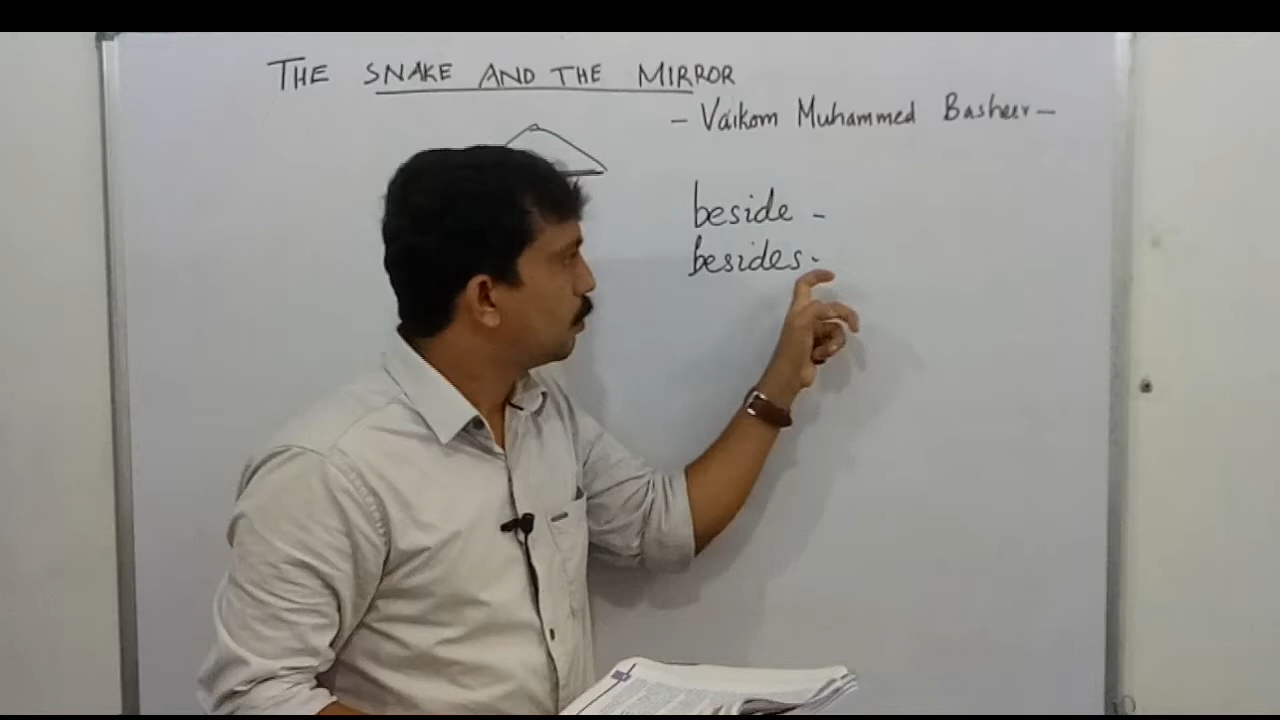 THE SNAKE AND THE MIRROR
- Vaikom Muhammed Basheer -
beside -
besides -